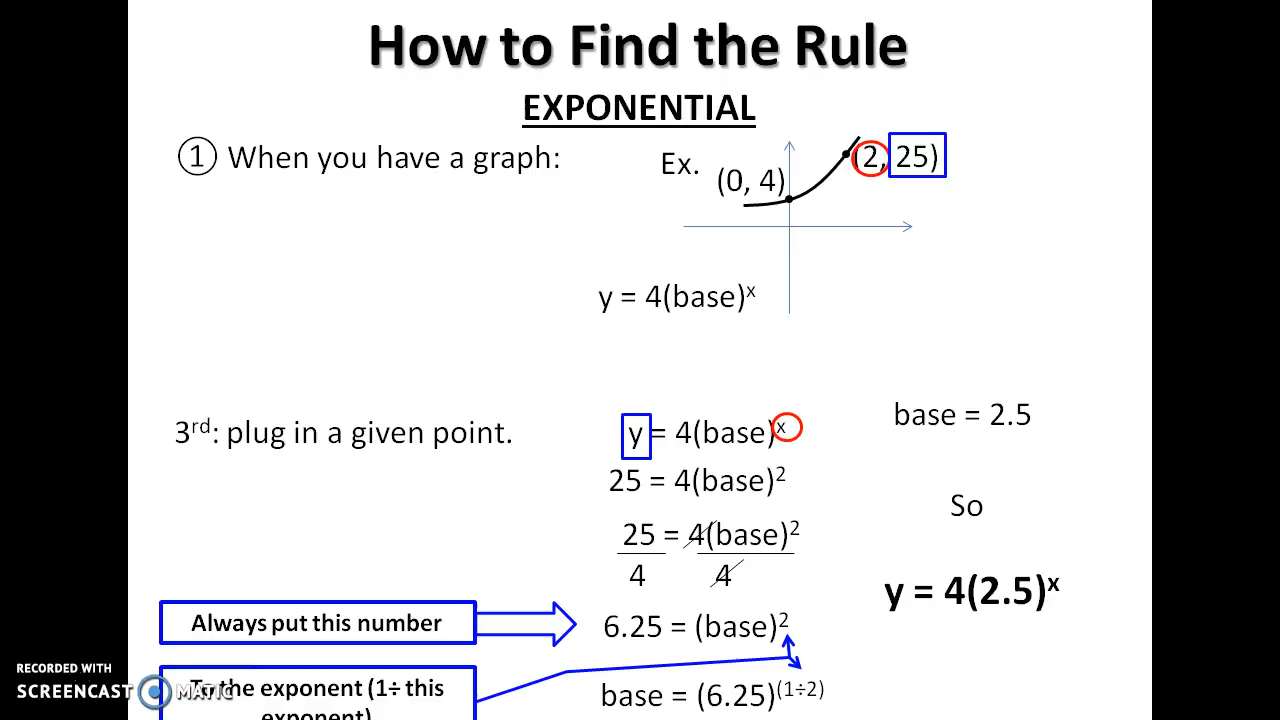 How to Find the Rule
EXPONENTIAL
① When you have a graph:
Ex.
(0, 4)
(2, 25)
y = 4(base)ˣ
3ʳᵈ: plug in a given point.
y = 4(base)ˣ
25 = 4(base)²
25 = 4(base)²
4 4
6.25 = (base)²
base = (6.25)⁽¹÷²⁾
base = 2.5
So
y = 4(2.5)ˣ
Always put this number
To the exponent (1÷ this
exponent)
RECORDED WITH
SCREENCAST MATIC